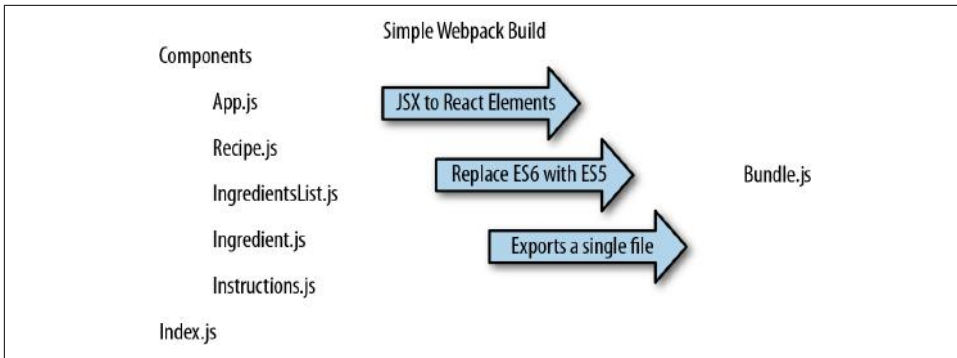 Simple Webpack Build
Components
App.js
Recipe.js
IngredientsList.js
Ingredient.js
Instructions.js
Index.js
JSX to React Elements
Replace ES6 with ES5
Exports a single file
Bundle.js